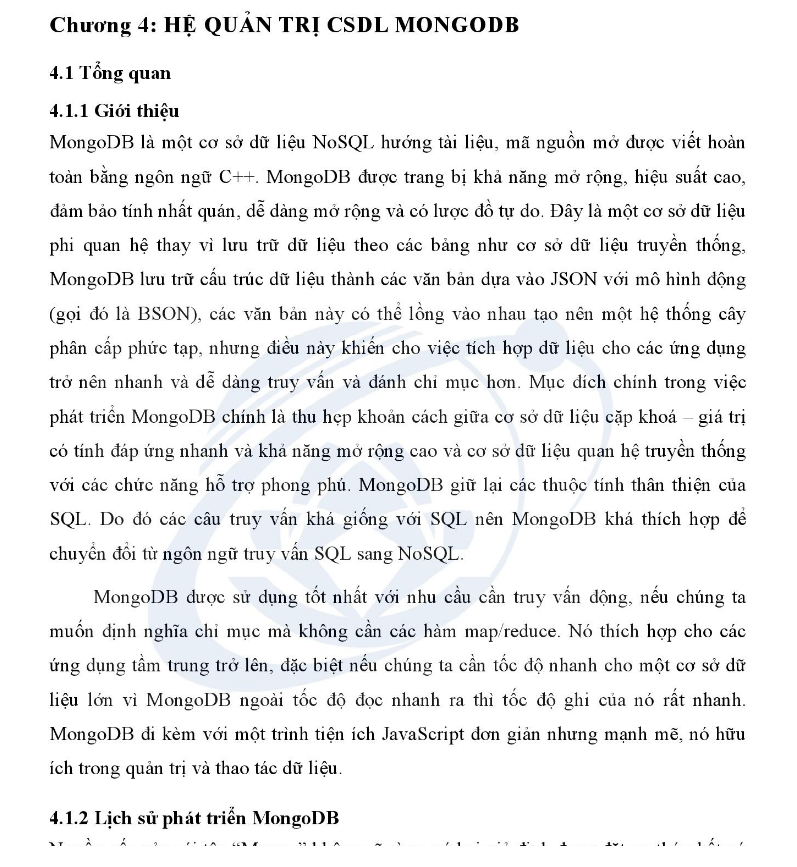 Chương 4: HỆ QUẢN TRỊ CSDL MONGODB
4.1 Tổng quan
4.1.1 Giới thiệu
MongoDB là một cơ sở dữ liệu NoSQL hướng tài liệu, mã nguồn mở được viết hoàn
toàn bằng ngôn ngữ C++. MongoDB được trang bị khả năng mở rộng, hiệu suất cao,
đảm bảo tính nhất quán, dễ dàng mở rộng và có lược đồ tự do. Đây là một cơ sở dữ liệu
phi quan hệ thay vì lưu trữ dữ liệu theo các bảng như cơ sở dữ liệu truyền thống,
MongoDB lưu trữ cấu trúc dữ liệu thành các văn bản dựa vào JSON với mô hình động
(gọi đó là BSON), các văn bản này có thể lồng vào nhau tạo nên một hệ thống cây
phân cấp phức tạp, nhưng điều này khiến cho việc tích hợp dữ liệu cho các ứng dụng
trở nên nhanh và dễ dàng truy vấn và đánh chỉ mục hơn. Mục đích chính trong việc
phát triển MongoDB chính là thu hẹp khoản cách giữa cơ sở dữ liệu cặp khoá – giá trị
có tính đáp ứng nhanh và khả năng mở rộng cao và cơ sở dữ liệu quan hệ truyền thống
với các chức năng hỗ trợ phong phú. MongoDB giữ lại các thuộc tính thân thiện của
SQL. Do đó các câu truy vấn khá giống với SQL nên MongoDB khá thích hợp để
chuyển đổi từ ngôn ngữ truy vấn SQL sang NoSQL.
MongoDB được sử dụng tốt nhất với nhu cầu cần truy vấn động, nếu chúng ta
muốn định nghĩa chỉ mục mà không cần các hàm map/reduce. Nó thích hợp cho các
ứng dụng tầm trung trở lên, đặc biệt nếu chúng ta cần tốc độ nhanh cho một cơ sở dữ
liệu lớn vì MongoDB ngoài tốc độ đọc nhanh ra thì tốc độ ghi của nó rất nhanh.
MongoDB đi kèm với một trình tiện ích JavaScript đơn giản nhưng mạnh mẽ, nó hữu
ích trong quản trị và thao tác dữ liệu.
4.1.2 Lịch sử phát triển MongoDB